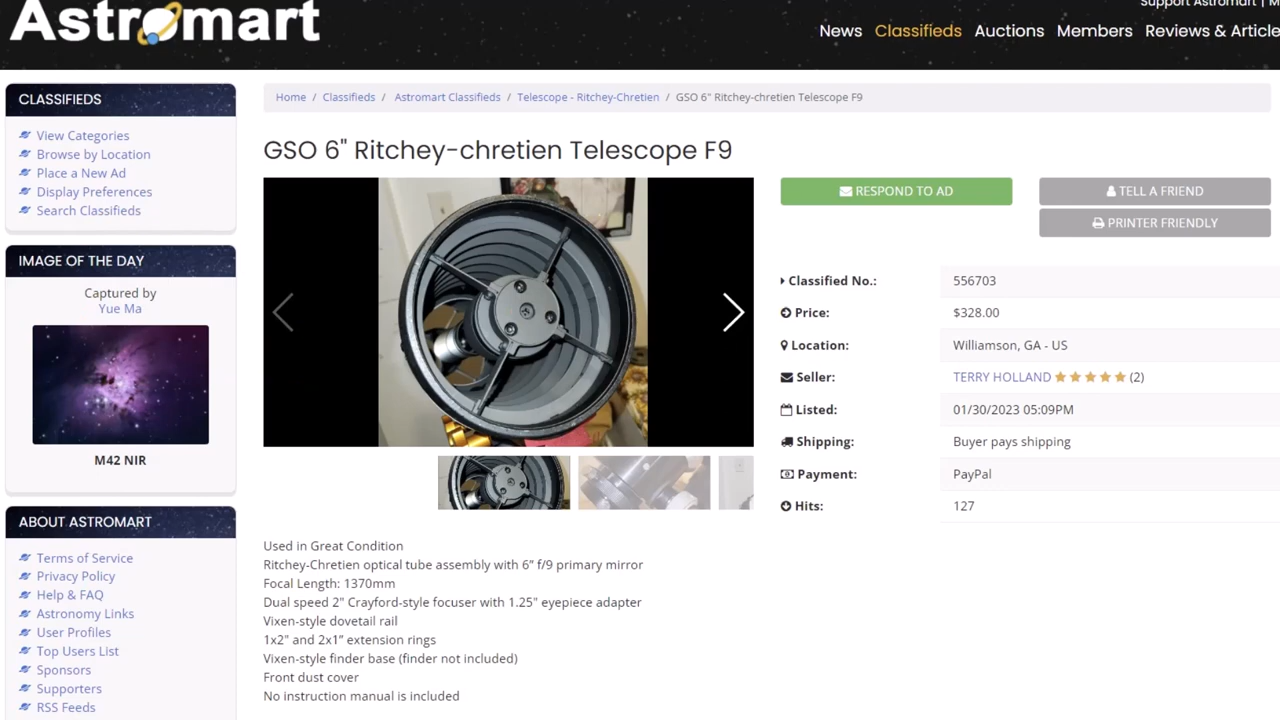 Astromart
Support Astromart | M
News Classifieds Auctions Members Reviews & Article
CLASSIFIEDS
View Categories
Browse by Location
Place a New Ad
Display Preferences
Search Classifieds
IMAGE OF THE DAY
Captured by
Yue Ma
M42 NIR
ABOUT ASTROMART
Terms of Service
Privacy Policy
Help & FAQ
Astronomy Links
User Profiles
Top Users List
Sponsors
Supporters
RSS Feeds
Home / Classifieds / Astromart Classifieds / Telescope - Ritchey-Chretien / GSO 6" Ritchey-chretien Telescope F9
GSO 6" Ritchey-chretien Telescope F9
RESPOND TO AD
TELL A FRIEND
PRINTER FRIENDLY
Classified No.: 556703
Price: $328.00
Location: Williamson, GA - US
Seller: TERRY HOLLAND (2)
Listed: 01/30/2023 05:09PM
Shipping: Buyer pays shipping
Payment: PayPal
Hits: 127
Used in Great Condition
Ritchey-Chretien optical tube assembly with 6” f/9 primary mirror
Focal Length: 1370mm
Dual speed 2" Crayford-style focuser with 1.25" eyepiece adapter
Vixen-style dovetail rail
1x2" and 2x1” extension rings
Vixen-style finder base (finder not included)
Front dust cover
No instruction manual is included